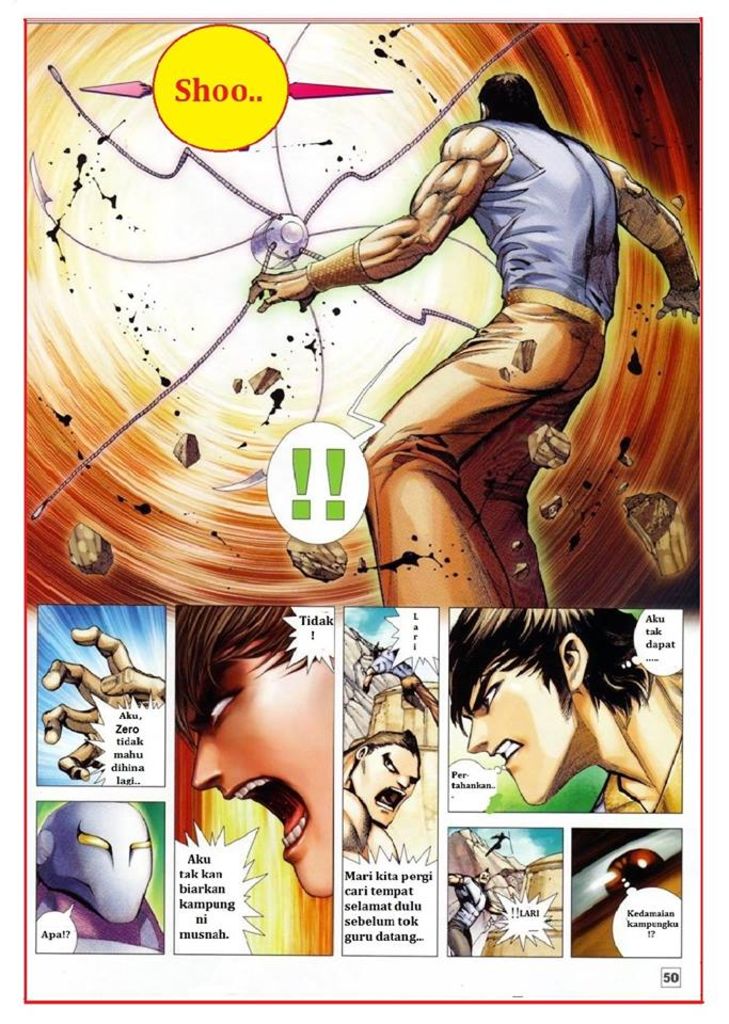 Shoo..
!!
Aku,
Zero
tidak
mahu
dihina
lagi..
Tidak
!
Lari
Aku
tak
dapat
.....
Per-
tahankan..
.
Apa!?
Aku
tak kan
biarkan
kampung
ni
musnah.
Mari kita pergi
cari tempat
selamat dulu
sebelum tok
guru datang...
!!LARI
Kedamaian
kampungku
!?
50